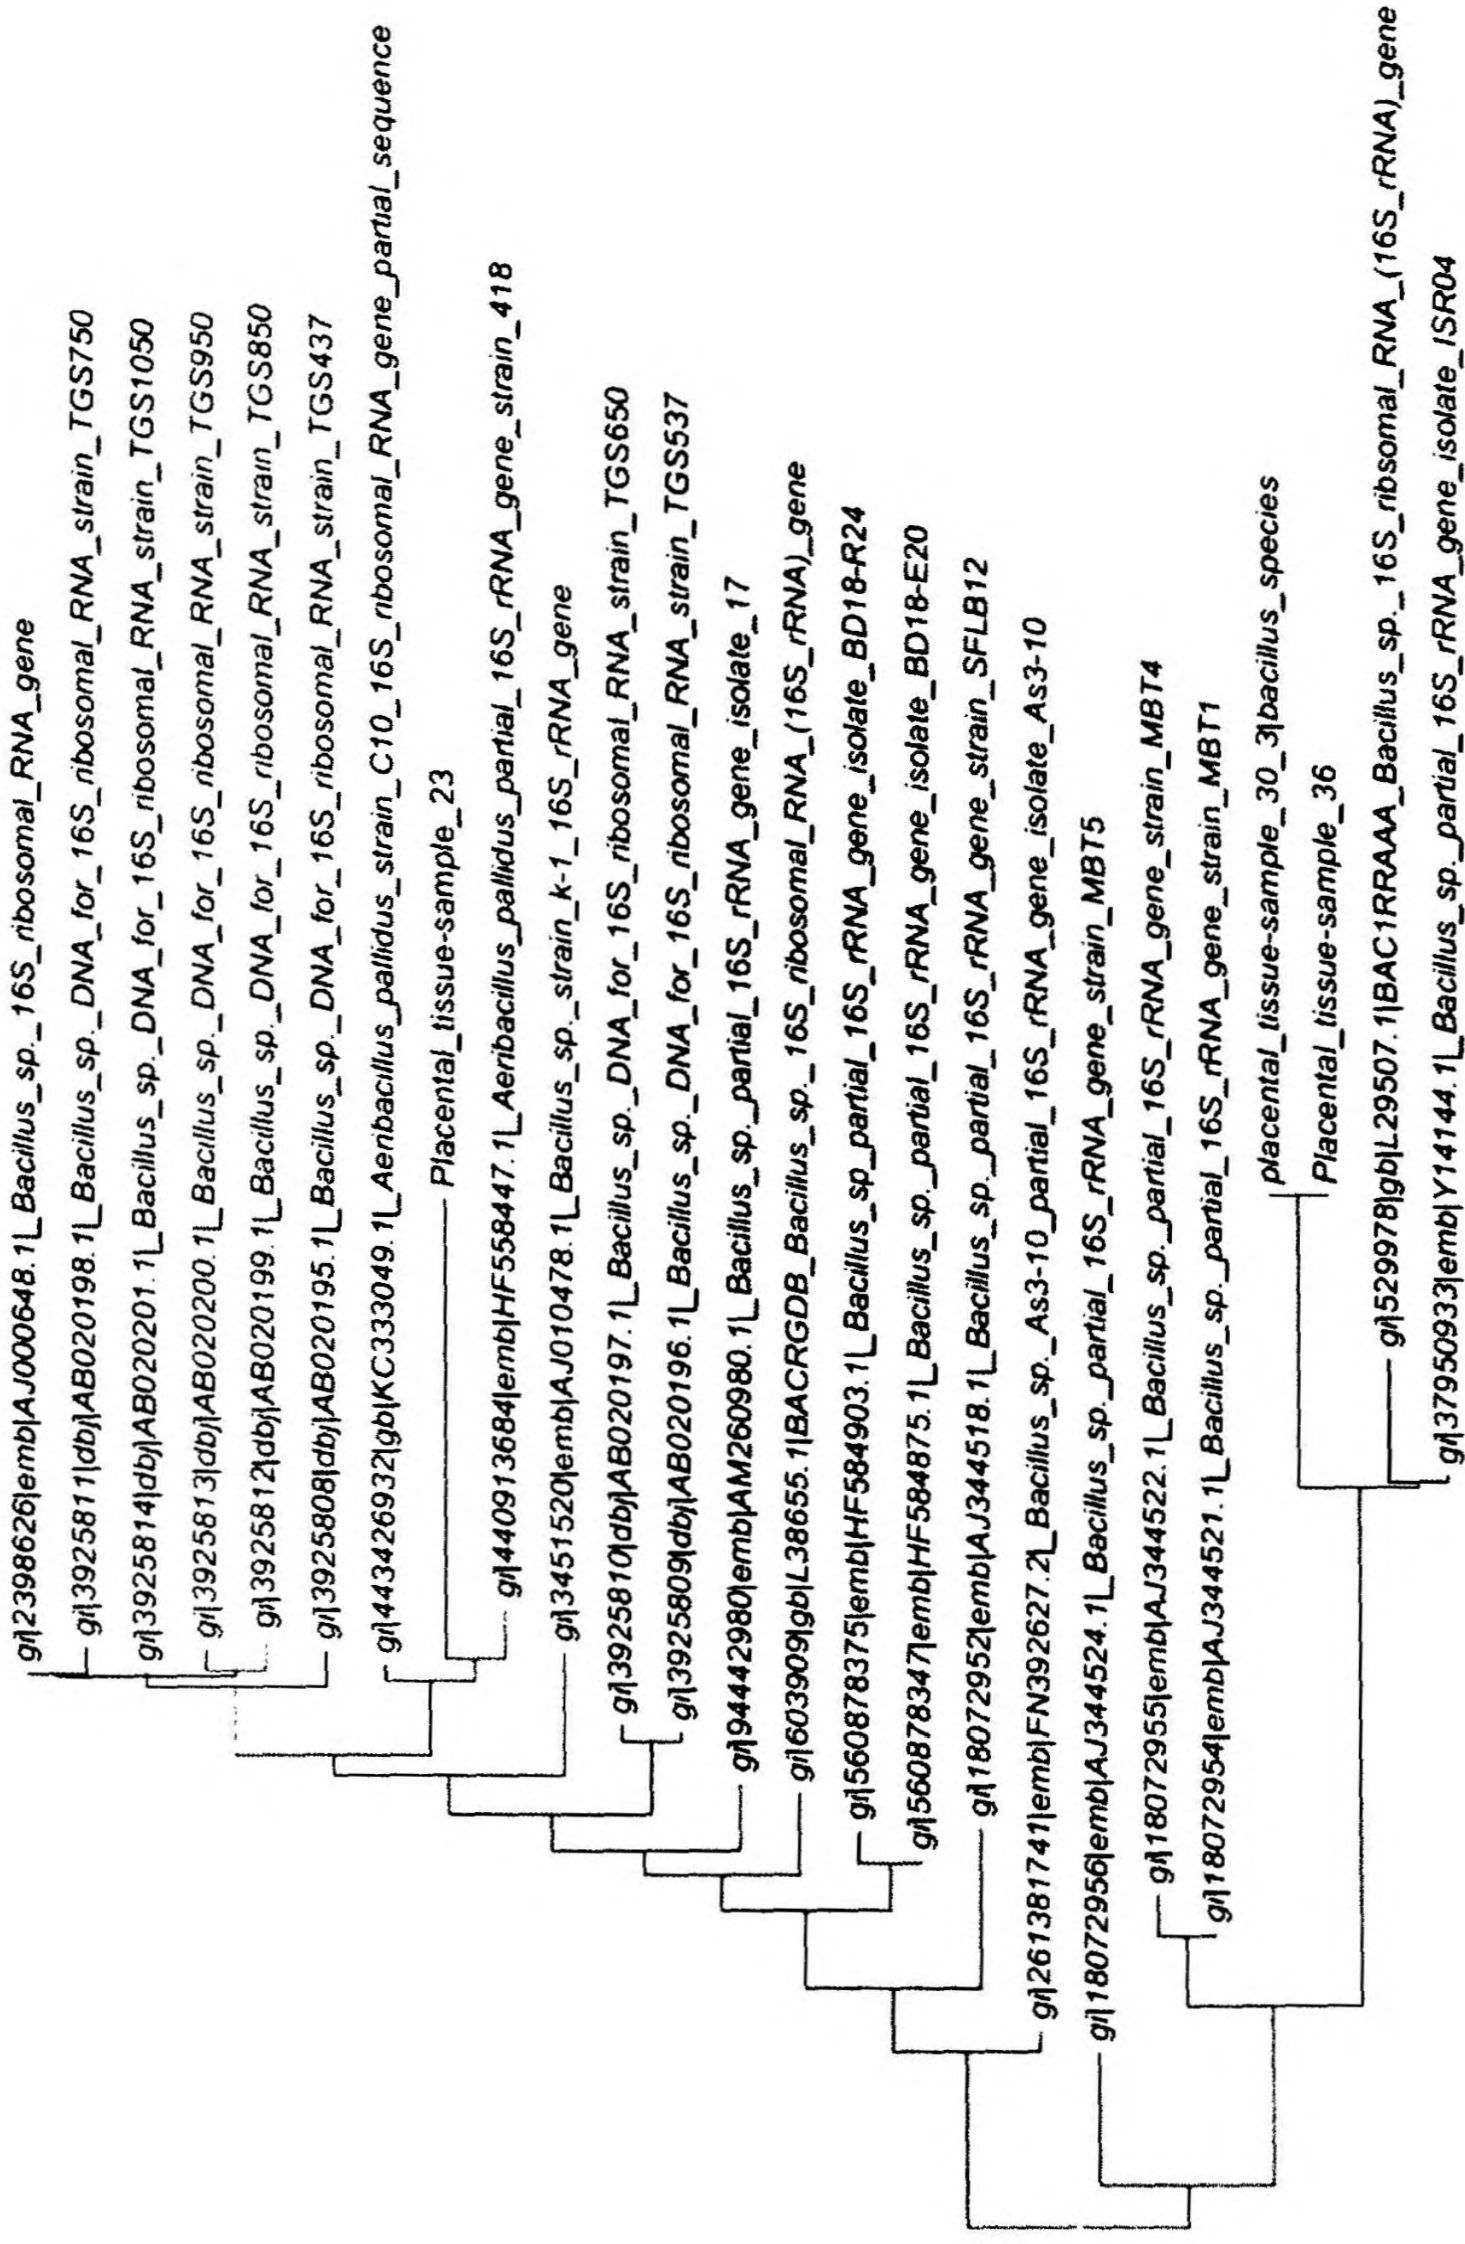 gi|2398626|emb|AJ000648.1|_Bacillus_sp._16S_ribosomal_RNA_gene
gi|3925811|dbj|AB020198.1|_Bacillus_sp._DNA_for_16S_ribosomal_RNA_strain_TGS750
gi|3925814|dbj|AB020201.1|_Bacillus_sp._DNA_for_16S_ribosomal_RNA_strain_TGS1050
gi|3925813|dbj|AB020200.1|_Bacillus_sp._DNA_for_16S_ribosomal_RNA_strain_TGS950
gi|3925812|dbj|AB020199.1|_Bacillus_sp._DNA_for_16S_ribosomal_RNA_strain_TGS850
gi|3925808|dbj|AB020195.1|_Bacillus_sp._DNA_for_16S_ribosomal_RNA_strain_TGS437
gi|443426932|gb|KC333049.1|_Aeribacillus_pallidus_strain_C10_16S_ribosomal_RNA_gene_partial_sequence
Placental_tissue-sample_23
gi|440913684|emb|HF558447.1|_Aeribacillus_pallidus_partial_16S_rRNA_gene_strain_418
gi|3451520|emb|AJ010478.1|_Bacillus_sp._strain_k-1_16S_rRNA_gene
gi|3925810|dbj|AB020197.1|_Bacillus_sp._DNA_for_16S_ribosomal_RNA_strain_TGS650
gi|3925809|dbj|AB020196.1|_Bacillus_sp._DNA_for_16S_ribosomal_RNA_strain_TGS537
gi|94442980|emb|AM260980.1|_Bacillus_sp._partial_16S_rRNA_gene_isolate_17
gi|603909|gb|L38655.1|BACRGDB_Bacillus_sp._16S_ribosomal_RNA_(16S_rRNA)_gene
gi|560878375|emb|HF584903.1|_Bacillus_sp_partial_16S_rRNA_gene_isolate_BD18-R24
gi|560878347|emb|HF584875.1|_Bacillus_sp._partial_16S_rRNA_gene_isolate_BD18-E20
gi|18072952|emb|AJ344518.1|_Bacillus_sp._partial_16S_rRNA_gene_strain_SFLB12
gi|261381741|emb|FN392627.2|_Bacillus_sp._As3-10_partial_16S_rRNA_gene_isolate_As3-10
gi|18072956|emb|AJ344524.1|_Bacillus_sp._partial_16S_rRNA_gene_strain_MBT5
gi|18072955|emb|AJ344522.1|_Bacillus_sp._partial_16S_rRNA_gene_strain_MBT4
gi|18072954|emb|AJ344521.1|_Bacillus_sp._partial_16S_rRNA_gene_strain_MBT1
placental_tissue-sample_30_3|bacillus_species
Placental_tissue-sample_36
gi|529978|gb|L29507.1|BAC1RRAAA_Bacillus_sp._16S_ribosomal_RNA_(16S_rRNA)_gene
gi|37950933|emb|Y14144.1|_Bacillus_sp._partial_16S_rRNA_gene_isolate_ISR04